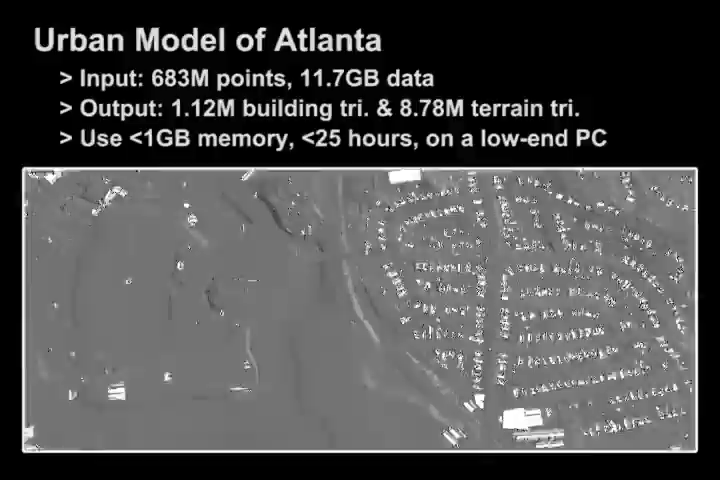 Urban Model of Atlanta
> Input: 683M points, 11.7GB data
> Output: 1.12M building tri. & 8.78M terrain tri.
> Use <1GB memory, <25 hours, on a low-end PC